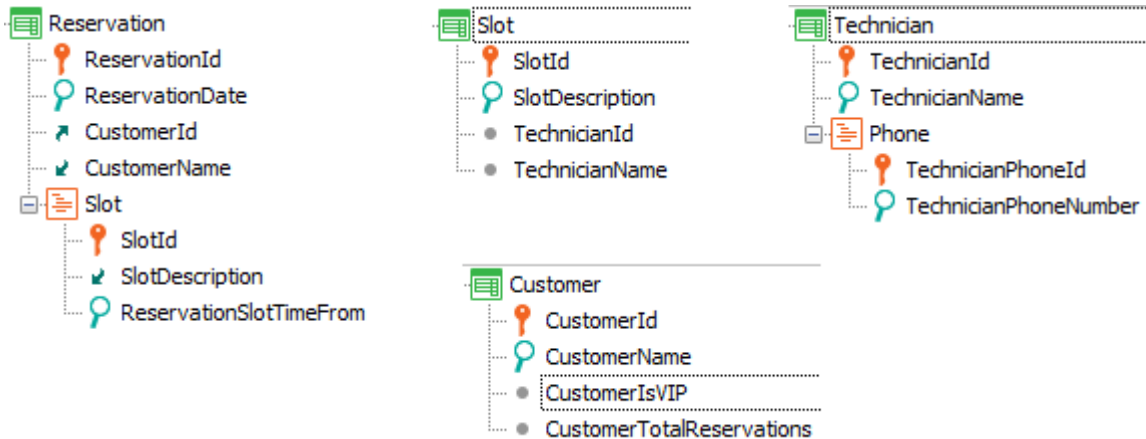 Reservation
ReservationId
ReservationDate
CustomerId
CustomerName
Slot
SlotId
SlotDescription
ReservationSlotTimeFrom
Slot
SlotId
SlotDescription
TechnicianId
TechnicianName
Technician
TechnicianId
TechnicianName
Phone
TechnicianPhoneId
TechnicianPhoneNumber
Customer
CustomerId
CustomerName
CustomerIsVIP
CustomerTotalReservations